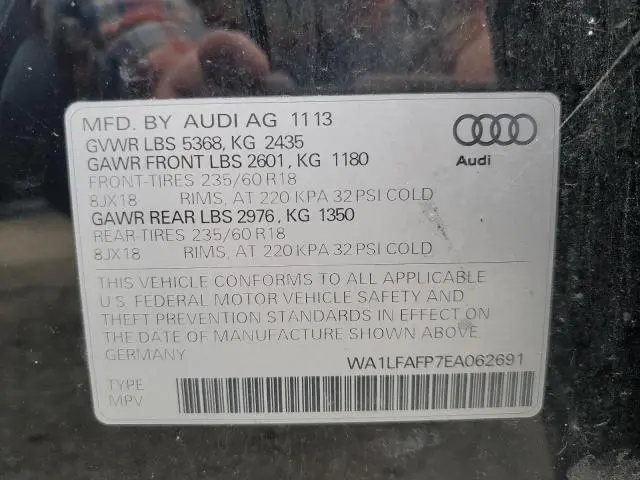 MFD. BY AUDI AG 11 13
GVWR LBS 5368, KG 2435
GAWR FRONT LBS 2601, KG 1180
FRONT-TIRES 235/60 R18
8JX18 RIMS, AT 220 KPA 32 PSI COLD
GAWR REAR LBS 2976, KG 1350
REAR-TIRES 235/60 R18
8JX18 RIMS, AT 220 KPA 32 PSI COLD
Audi
THIS VEHICLE CONFORMS TO ALL APPLICABLE
U.S. FEDERAL MOTOR VEHICLE SAFETY AND
THEFT PREVENTION STANDARDS IN EFFECT ON
THE DATE OF MANUFACTURE SHOWN ABOVE.
GERMANY
WA1LFAFP7EA062691
TYPE
MPV